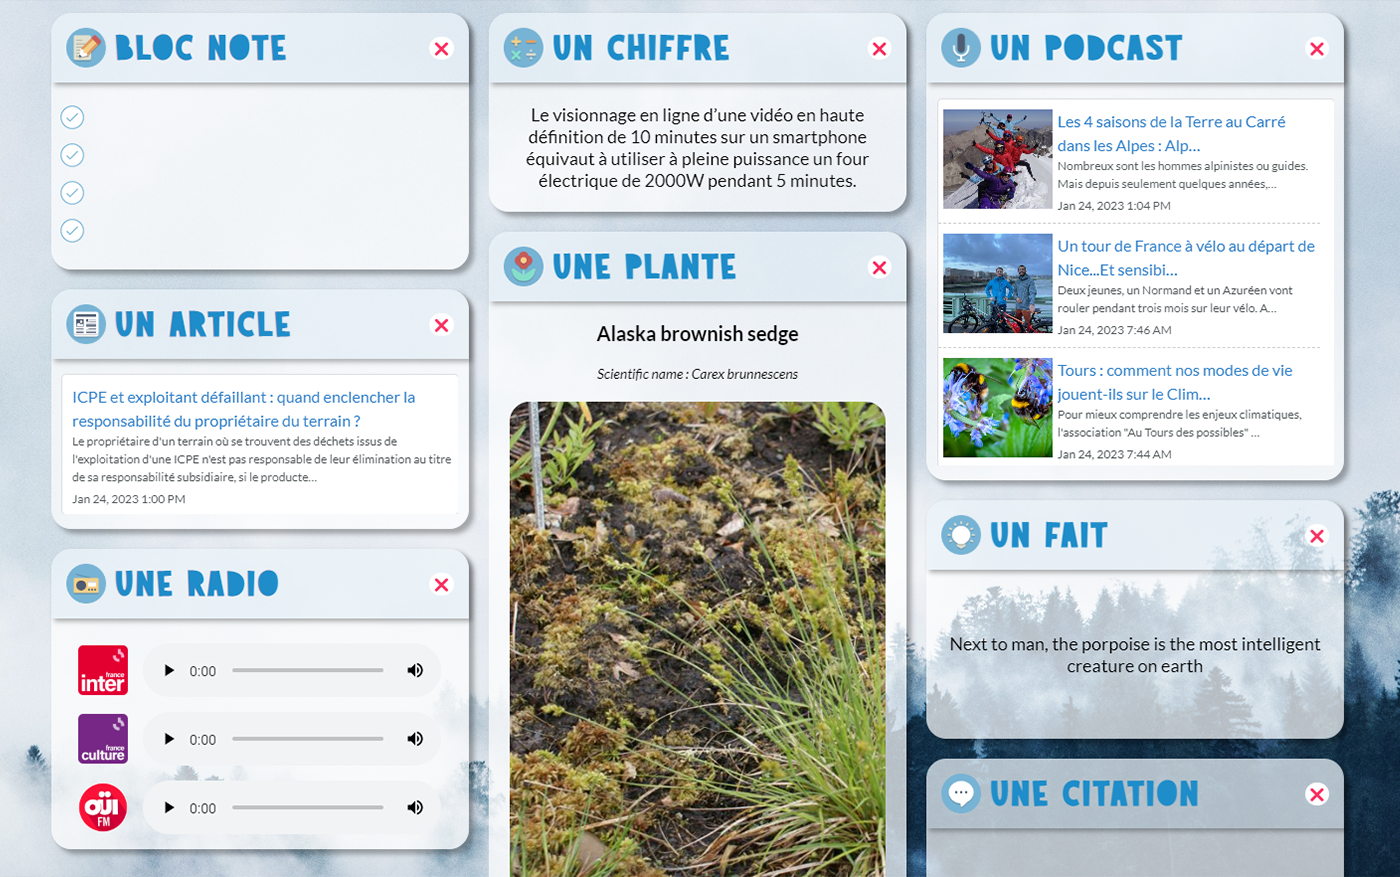 BLOC NOTE
UN ARTICLE
ICPE et exploitant défaillant : quand enclencher la
responsabilité du propriétaire du terrain ?
Le propriétaire d'un terrain où se trouvent des déchets issus de
l'exploitation d'une ICPE n'est pas responsable de leur élimination au titre
de sa responsabilité subsidiaire, si le producte...
Jan 24, 2023 1:00 PM
UNE RADIO
france
inter
0:00
france
culture
0:00
OÜI
FM
0:00
UN CHIFFRE
Le visionnage en ligne d’une vidéo en haute
définition de 10 minutes sur un smartphone
équivaut à utiliser à pleine puissance un four
électrique de 2000W pendant 5 minutes.
UNE PLANTE
Alaska brownish sedge
Scientific name : Carex brunnescens
UN PODCAST
Les 4 saisons de la Terre au Carré
dans les Alpes : Alp...
Nombreux sont les hommes alpinistes ou guides.
Mais depuis seulement quelques années,...
Jan 24, 2023 1:04 PM
Un tour de France à vélo au départ de
Nice...Et sensibi...
Deux jeunes, un Normand et un Azuréen vont
rouler pendant trois mois sur leur vélo. A...
Jan 24, 2023 7:46 AM
Tours : comment nos modes de vie
jouent-ils sur le Clim...
Pour mieux comprendre les enjeux climatiques,
l'association "Au Tours des possibles" ...
Jan 24, 2023 7:44 AM
UN FAIT
Next to man, the porpoise is the most intelligent
creature on earth
UNE CITATION